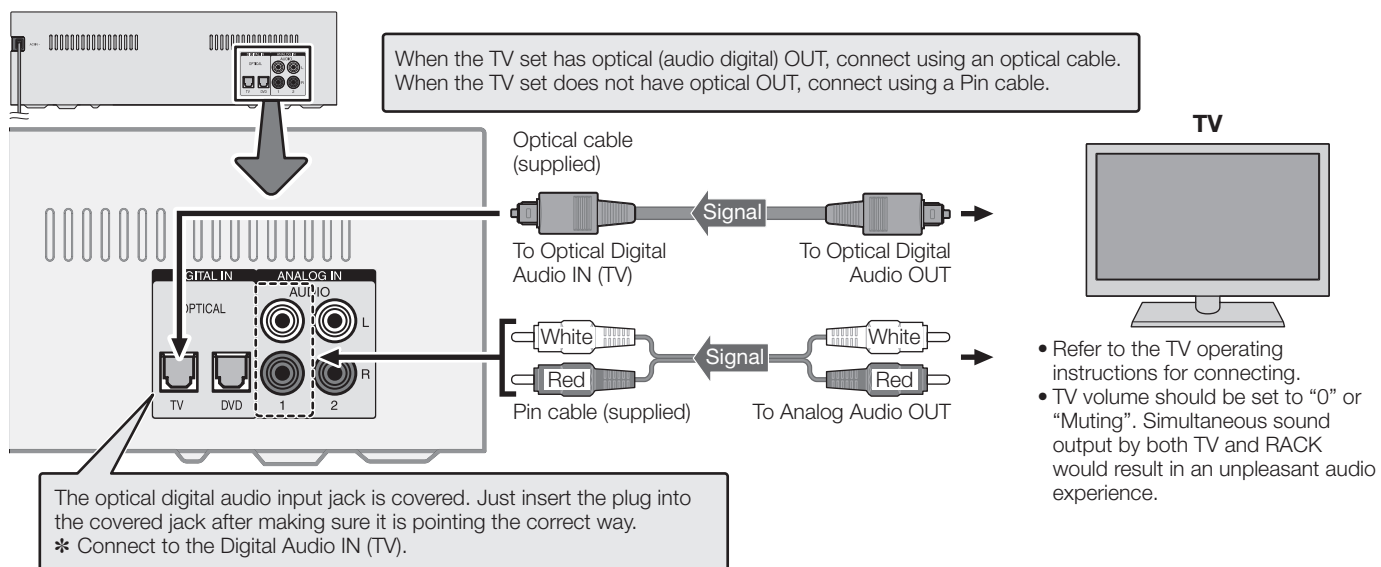 OPTICAL
AUDIO
L
R
TV
DVD
1
2
When the TV set has optical (audio digital) OUT, connect using an optical cable.
When the TV set does not have optical OUT, connect using a Pin cable.
TV
Optical cable
(supplied)
Signal
To Optical Digital
Audio IN (TV)
To Optical Digital
Audio OUT
DIGITAL IN
ANALOG IN
AUDIO
OPTICAL
L
R
TV
DVD
1
2
White
Red
Signal
White
Red
Pin cable (supplied)
To Analog Audio OUT
• Refer to the TV operating
instructions for connecting.
• TV volume should be set to “0” or
“Muting”. Simultaneous sound
output by both TV and RACK
would result in an unpleasant audio
experience.
The optical digital audio input jack is covered. Just insert the plug into
the covered jack after making sure it is pointing the correct way.
✻ Connect to the Digital Audio IN (TV).